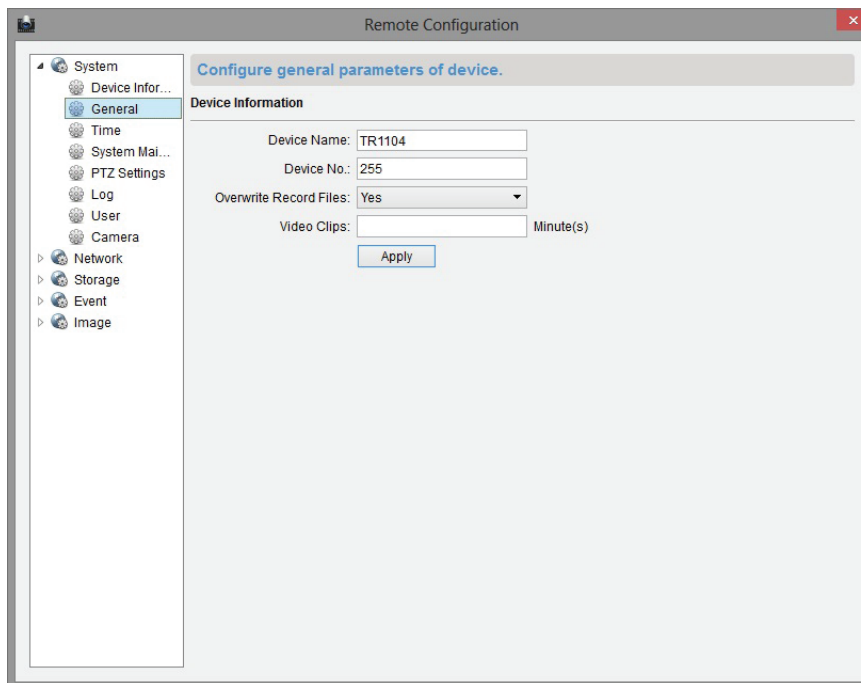 Remote Configuration
System
Device Infor...
General
Time
System Mai...
PTZ Settings
Log
User
Camera
Network
Storage
Event
Image
Configure general parameters of device.
Device Information
Device Name: TR1104
Device No.: 255
Overwrite Record Files: Yes
Video Clips: Minute(s)
Apply